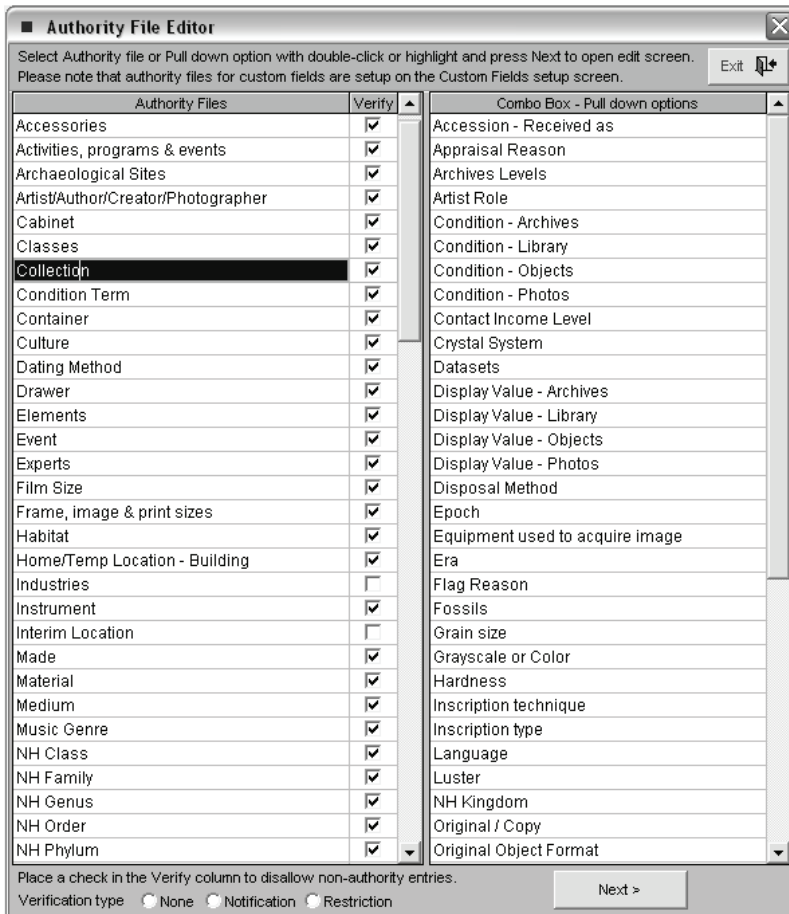 Authority File Editor
Select Authority file or Pull down option with double-click or highlight and press Next to open edit screen.
Please note that authority files for custom fields are setup on the Custom Fields setup screen.
Exit
Authority Files
Verify
Accessories
Activities, programs & events
Archaeological Sites
Artist/Author/Creator/Photographer
Cabinet
Classes
Collection
Condition Term
Container
Culture
Dating Method
Drawer
Elements
Event
Experts
Film Size
Frame, image & print sizes
Habitat
Home/Temp Location - Building
Industries
Instrument
Interim Location
Made
Material
Medium
Music Genre
NH Class
NH Family
NH Genus
NH Order
NH Phylum
Combo Box - Pull down options
Accession - Received as
Appraisal Reason
Archives Levels
Artist Role
Condition - Archives
Condition - Library
Condition - Objects
Condition - Photos
Contact Income Level
Crystal System
Datasets
Display Value - Archives
Display Value - Library
Display Value - Objects
Display Value - Photos
Disposal Method
Epoch
Equipment used to acquire image
Era
Flag Reason
Fossils
Grain size
Grayscale or Color
Hardness
Inscription technique
Inscription type
Language
Luster
NH Kingdom
Original / Copy
Original Object Format
Place a check in the Verify column to disallow non-authority entries.
Verification type None Notification Restriction
Next >